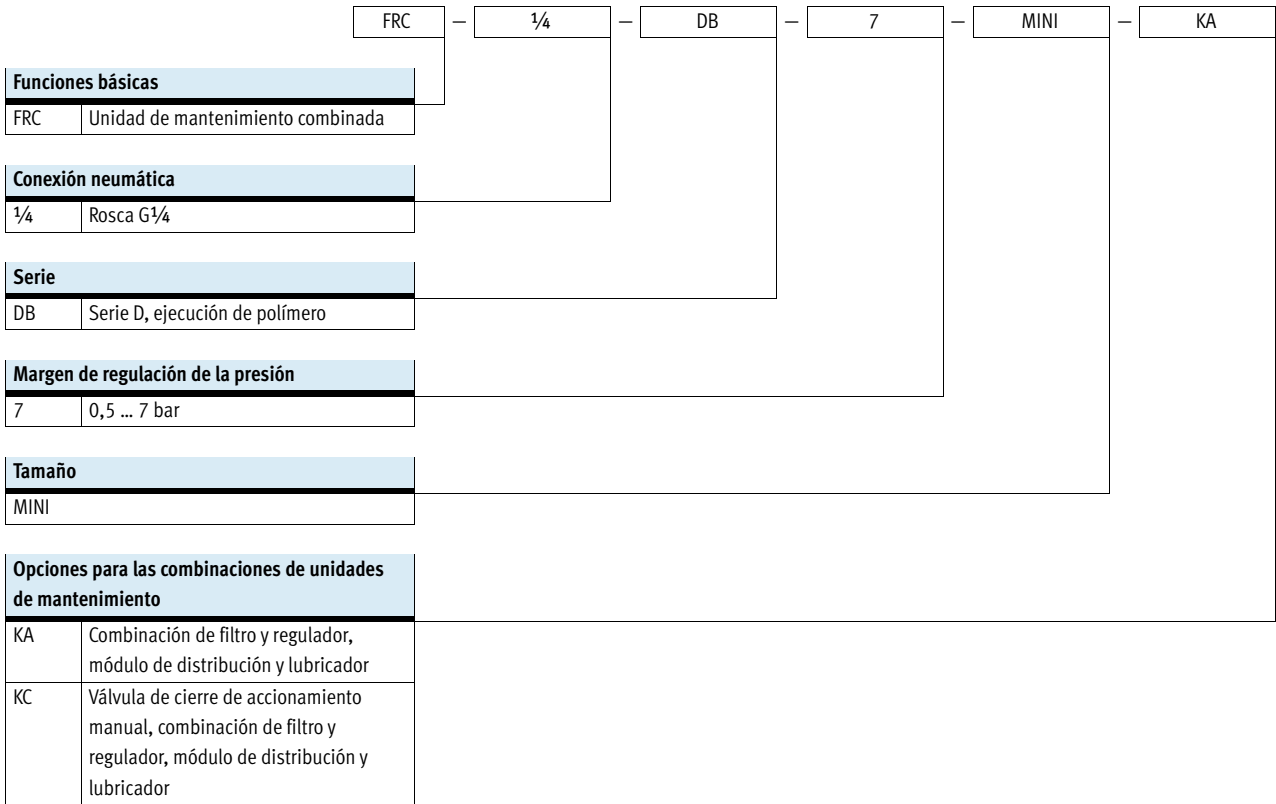 FRC – ¼ – DB – 7 – MINI – KA
Funciones básicas
FRC Unidad de mantenimiento combinada
Conexión neumática
¼ Rosca G¼
Serie
DB Serie D, ejecución de polímero
Margen de regulación de la presión
7 0,5 ... 7 bar
Tamaño
MINI
Opciones para las combinaciones de unidades
de mantenimiento
KA Combinación de filtro y regulador,
módulo de distribución y lubricador
KC Válvula de cierre de accionamiento
manual, combinación de filtro y
regulador, módulo de distribución y
lubricador